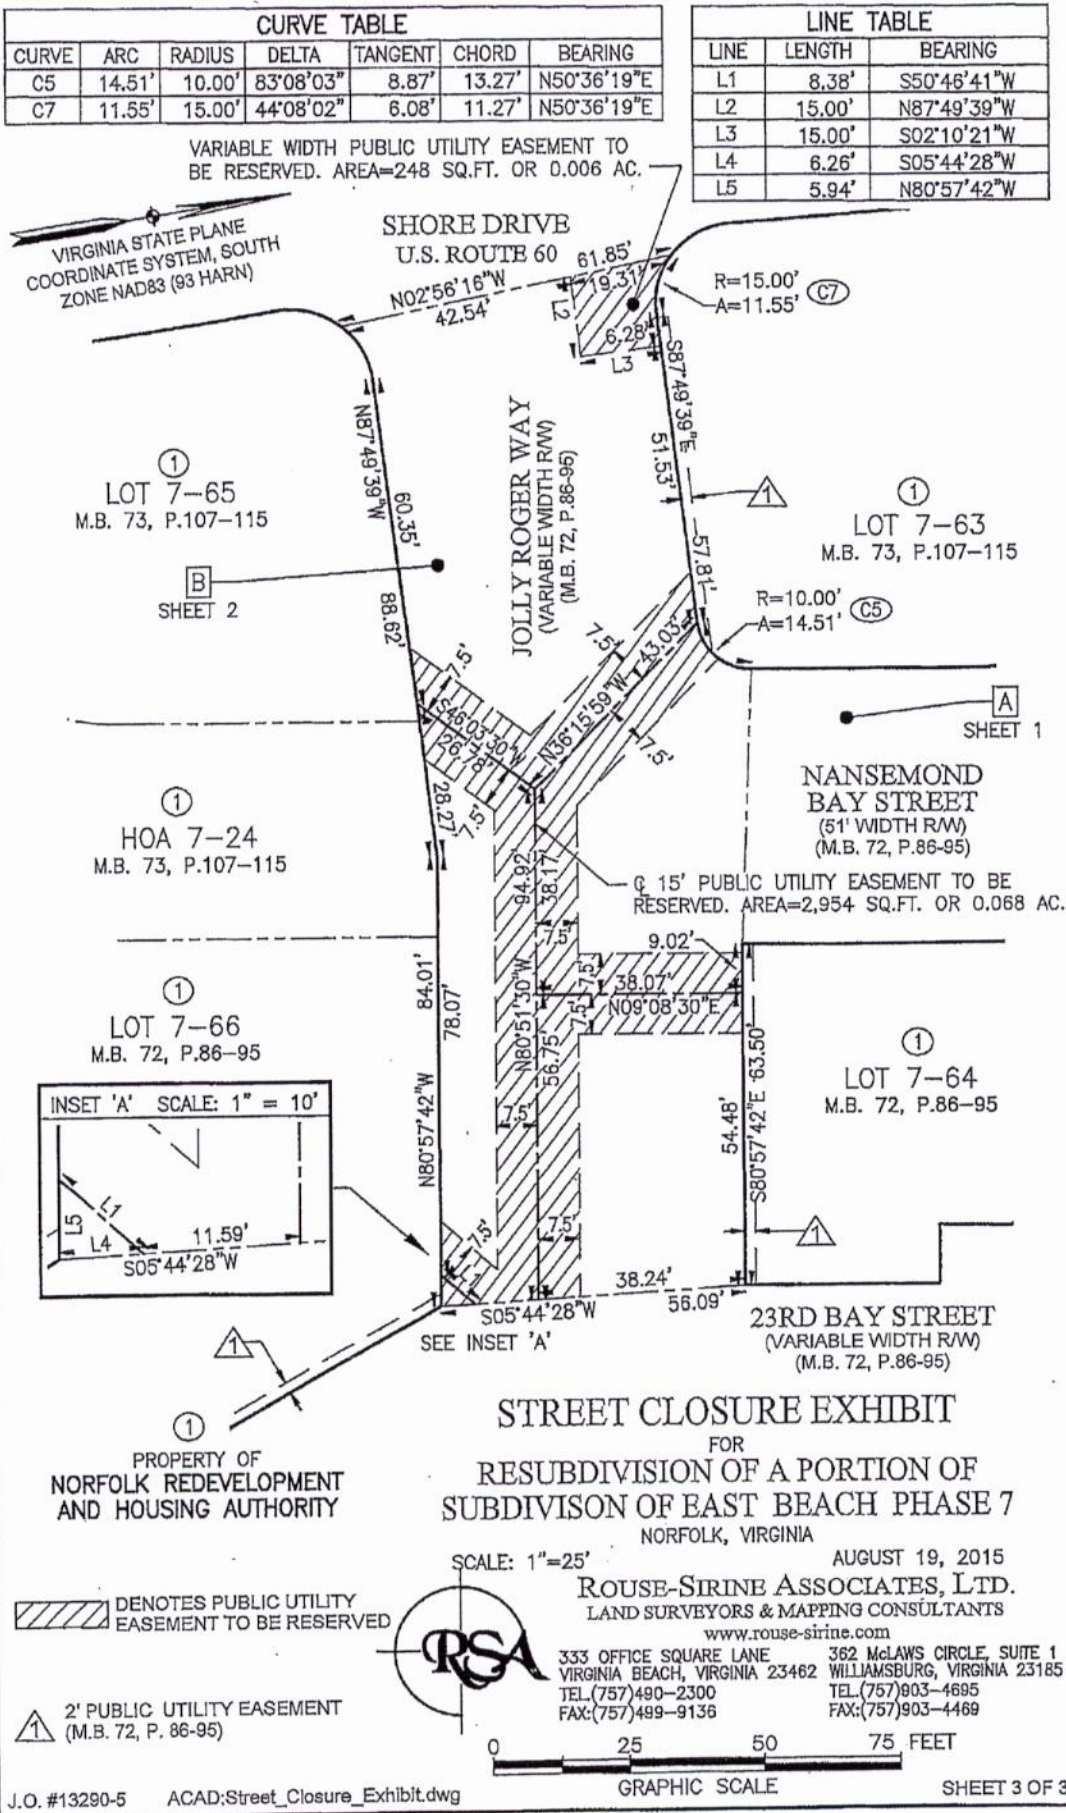 CURVE TABLE
CURVE ARC RADIUS DELTA TANGENT CHORD BEARING
C5 14.51' 10.00' 83°08'03" 8.87' 13.27' N50°36'19"E
C7 11.55' 15.00' 44°08'02" 6.08' 11.27' N50°36'19"E
LINE TABLE
LINE LENGTH BEARING
L1 8.38' S50°46'41"W
L2 15.00' N87°49'39"W
L3 15.00' S02°10'21"W
L4 6.26' S05°44'28"W
L5 5.94' N80°57'42"W
VARIABLE WIDTH PUBLIC UTILITY EASEMENT TO
BE RESERVED. AREA=248 SQ.FT. OR 0.006 AC.
VIRGINIA STATE PLANE
COORDINATE SYSTEM, SOUTH
ZONE NAD83 (93 HARN)
SHORE DRIVE
U.S. ROUTE 60
61.85'
19.31'
N02°56'16"W
42.54'
L2
6.28'
L3
R=15.00'
A=11.55' C7
S87°49'39"E
51.53'
57.81'
N87°49'39"W
60.35'
88.62'
JOLLY ROGER WAY
(VARIABLE WIDTH R/W)
(M.B. 72, P.86-95)
1
LOT 7-65
M.B. 73, P.107-115
B
SHEET 2
1
1
LOT 7-63
M.B. 73, P.107-115
R=10.00'
A=14.51' C5
7.5'
43.03'
N36°15'59"W
7.5'
7.5'
S46°03'30"W
26.78'
7.5'
28.27'
A
SHEET 1
NANSEMOND
BAY STREET
(51' WIDTH R/W)
(M.B. 72, P.86-95)
1
HOA 7-24
M.B. 73, P.107-115
94.92'
38.17'
7.5'
℄ 15' PUBLIC UTILITY EASEMENT TO BE
RESERVED. AREA=2,954 SQ.FT. OR 0.068 AC.
9.02'
7.5'
38.07'
N09°08'30"E
7.5'
N80°51'30"W
56.75'
84.01'
78.07'
N80°57'42"W
1
LOT 7-66
M.B. 72, P.86-95
1
LOT 7-64
M.B. 72, P.86-95
54.48'
S80°57'42"E 63.50'
7.5'
7.5'
7.5'
1
INSET 'A' SCALE: 1" = 10'
L1
L5
L4
11.59'
S05°44'28"W
L1
38.24'
S05°44'28"W
56.09'
SEE INSET 'A'
23RD BAY STREET
(VARIABLE WIDTH R/W)
(M.B. 72, P.86-95)
1
1
PROPERTY OF
NORFOLK REDEVELOPMENT
AND HOUSING AUTHORITY
STREET CLOSURE EXHIBIT
FOR
RESUBDIVISION OF A PORTION OF
SUBDIVISON OF EAST BEACH PHASE 7
NORFOLK, VIRGINIA
SCALE: 1"=25'
AUGUST 19, 2015
ROUSE-SIRINE ASSOCIATES, LTD.
LAND SURVEYORS & MAPPING CONSULTANTS
www.rouse-sirine.com
333 OFFICE SQUARE LANE
VIRGINIA BEACH, VIRGINIA 23462
TEL.(757)490-2300
FAX:(757)499-9136
362 McLAWS CIRCLE, SUITE 1
WILLIAMSBURG, VIRGINIA 23185
TEL.(757)903-4695
FAX:(757)903-4469
RSA
DENOTES PUBLIC UTILITY
EASEMENT TO BE RESERVED
1
2' PUBLIC UTILITY EASEMENT
(M.B. 72, P. 86-95)
0 25 50 75 FEET
GRAPHIC SCALE
J.O. #13290-5
ACAD:Street_Closure_Exhibit.dwg
SHEET 3 OF 3